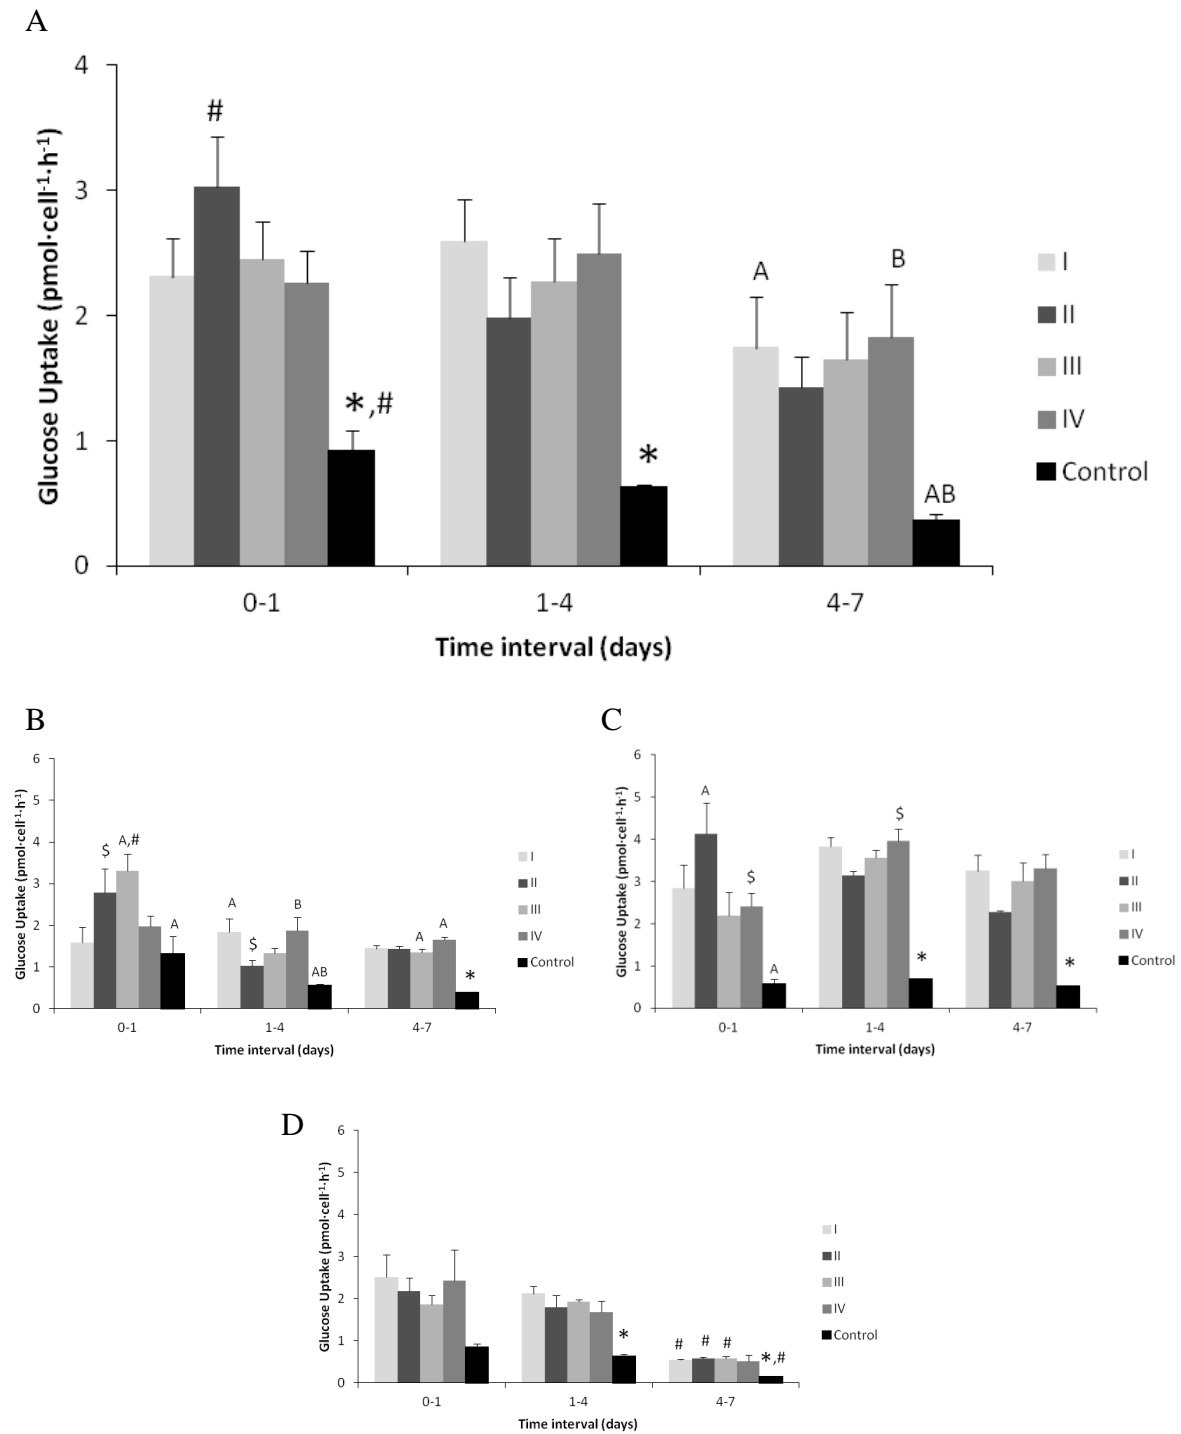 A
Glucose Uptake (pmol·cell⁻¹·h⁻¹)
4
3
2
1
0
#
*,#
*
A
B
AB
0-1
1-4
4-7
Time interval (days)
I
II
III
IV
Control
B
Glucose Uptake (pmol·cell⁻¹·h⁻¹)
6
5
4
3
2
1
0
$
A,#
A
A
$
B
AB
A
A
*
0-1
1-4
4-7
Time interval (days)
I
II
III
IV
Control
C
Glucose Uptake (pmol·cell⁻¹·h⁻¹)
6
5
4
3
2
1
0
A
$
A
$
*
*
0-1
1-4
4-7
Time interval (days)
I
II
III
IV
Control
D
Glucose Uptake (pmol·cell⁻¹·h⁻¹)
6
5
4
3
2
1
0
*
#
#
#
*,#
0-1
1-4
4-7
Time interval (days)
I
II
III
IV
Control